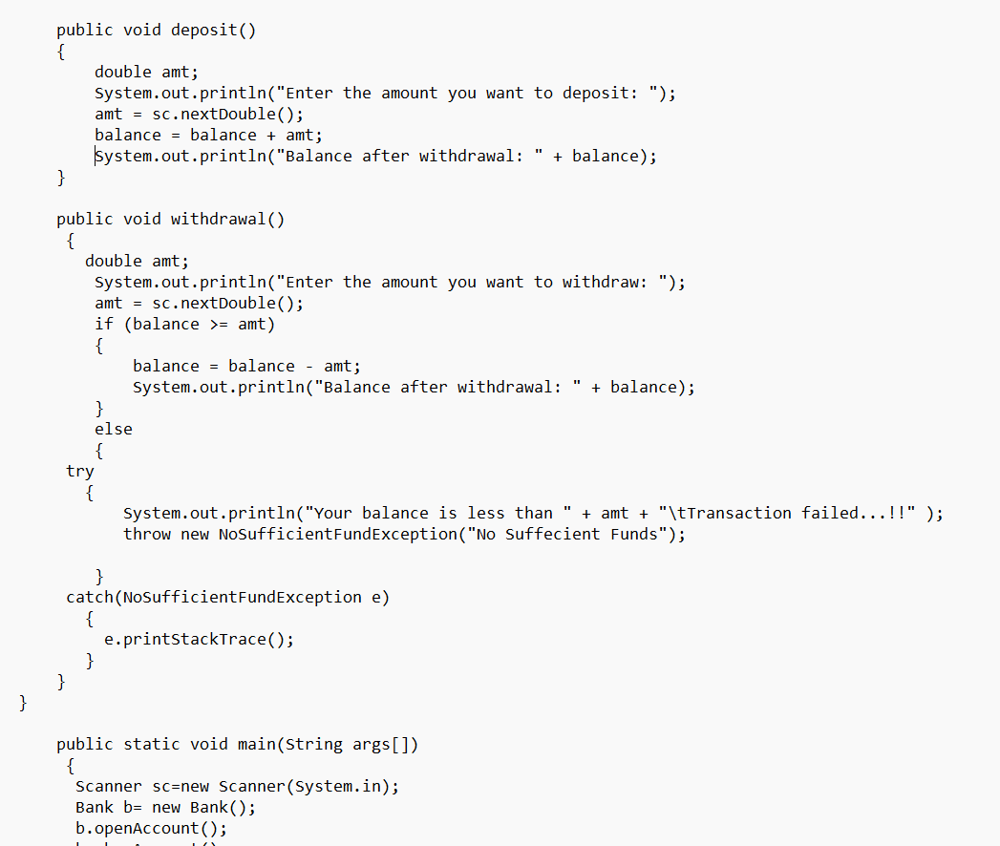 public void deposit()
{
double amt;
System.out.println("Enter the amount you want to deposit: ");
amt = sc.nextDouble();
balance = balance + amt;
System.out.println("Balance after withdrawal: " + balance);
}
public void withdrawal()
{
double amt;
System.out.println("Enter the amount you want to withdraw: ");
amt = sc.nextDouble();
if (balance >= amt)
{
balance = balance - amt;
System.out.println("Balance after withdrawal: " + balance);
}
else
{
try
{
System.out.println("Your balance is less than " + amt + "\tTransaction failed...!!" );
throw new NoSufficientFundException("No Suffecient Funds");
}
catch(NoSufficientFundException e)
{
e.printStackTrace();
}
}
}
public static void main(String args[])
{
Scanner sc=new Scanner(System.in);
Bank b= new Bank();
b.openAccount();